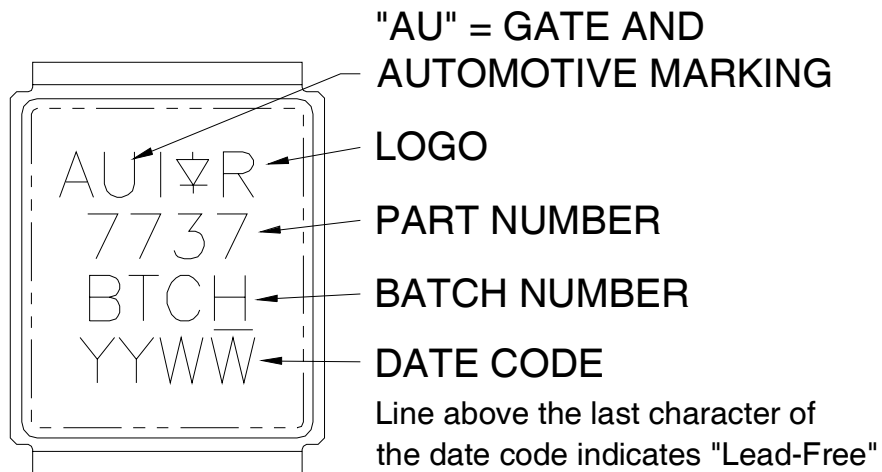 "AU" = GATE AND
AUTOMOTIVE MARKING
AUI R
LOGO
7737
PART NUMBER
BTCH
BATCH NUMBER
YYWW
DATE CODE
Line above the last character of
the date code indicates "Lead-Free"